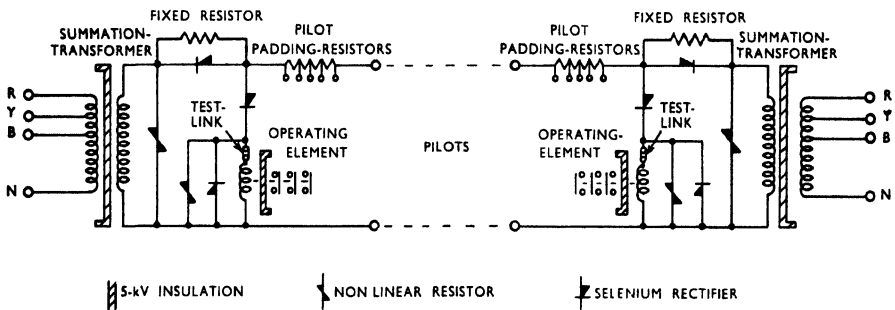 FIXED RESISTOR
SUMMATION-
TRANSFORMER
PILOT
PADDING-RESISTORS
PILOT
PADDING-RESISTORS
FIXED RESISTOR
SUMMATION-
TRANSFORMER
R
Y
B
N
TEST-
LINK
OPERATING
ELEMENT
PILOTS
OPERATING-
ELEMENT
TEST-
LINK
R
Y
B
N
5-kV INSULATION
NON LINEAR RESISTOR
SELENIUM RECTIFIER